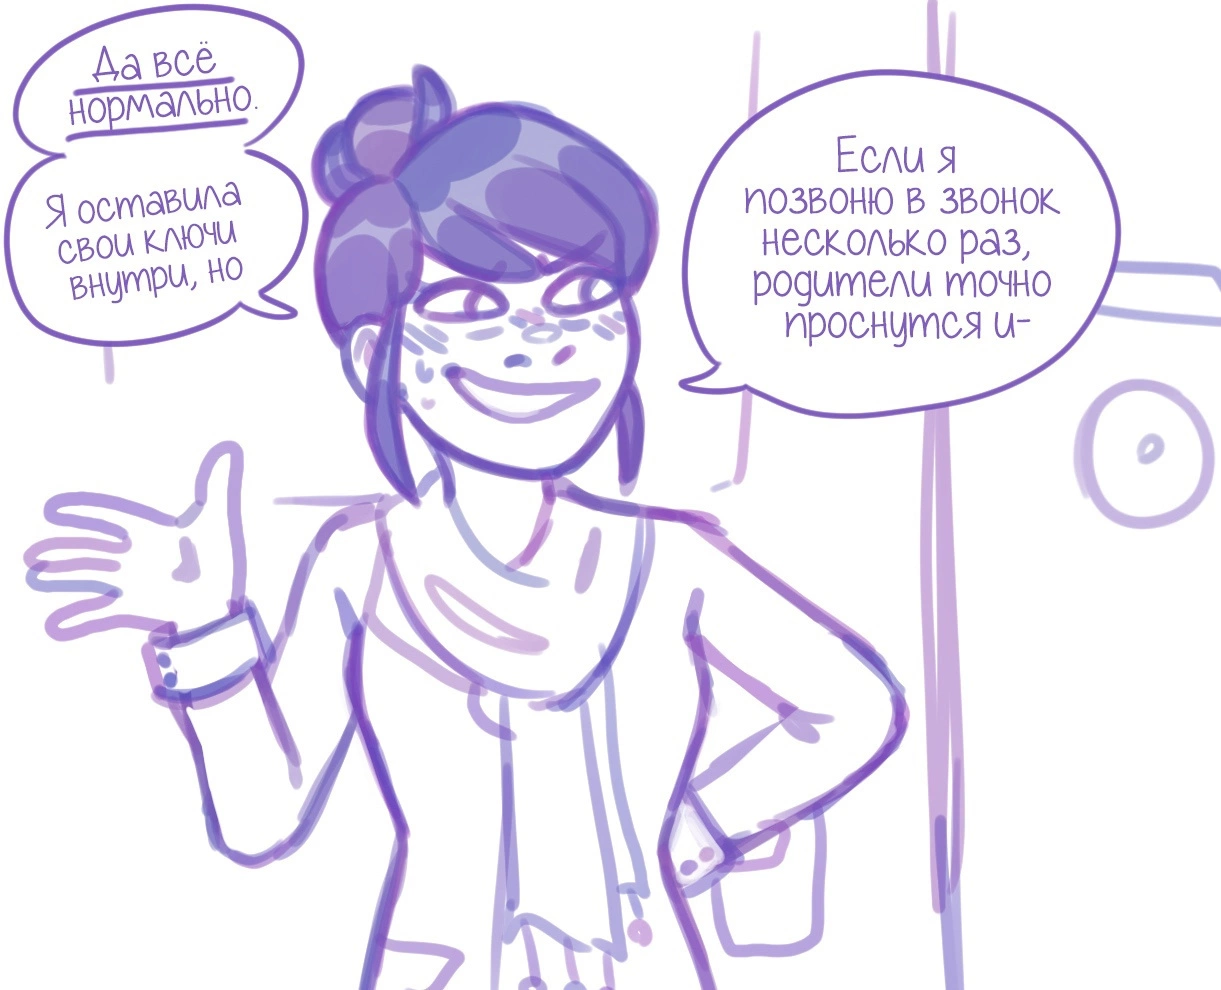 Да всё
нормально.
Я оставила
свои ключи
внутри, но
Если я
позвоню в звонок
несколько раз,
родители точно
проснутся и-